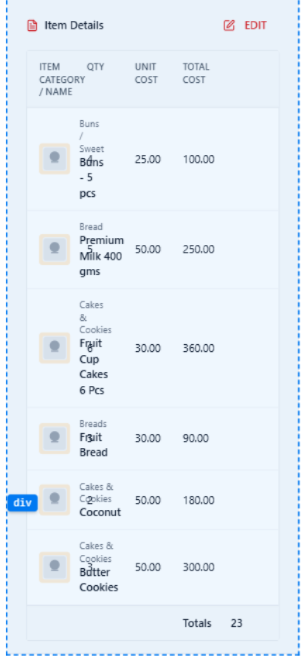 Item Details
EDIT
ITEM QTY UNIT TOTAL
CATEGORY COST COST
/ NAME
Buns
/
Sweet
Buns 4 25.00 100.00
- 5
pcs
Bread
Premium
Milk 400 5 50.00 250.00
gms
Cakes
&
Cookies
Fruit 6 30.00 360.00
Cup
Cakes
6 Pcs
Breads
Fruit 3 30.00 90.00
Bread
Cakes &
Cookies 2 50.00 180.00
Coconut
div
Cakes &
Cookies 3 50.00 300.00
Butter
Cookies
Totals 23